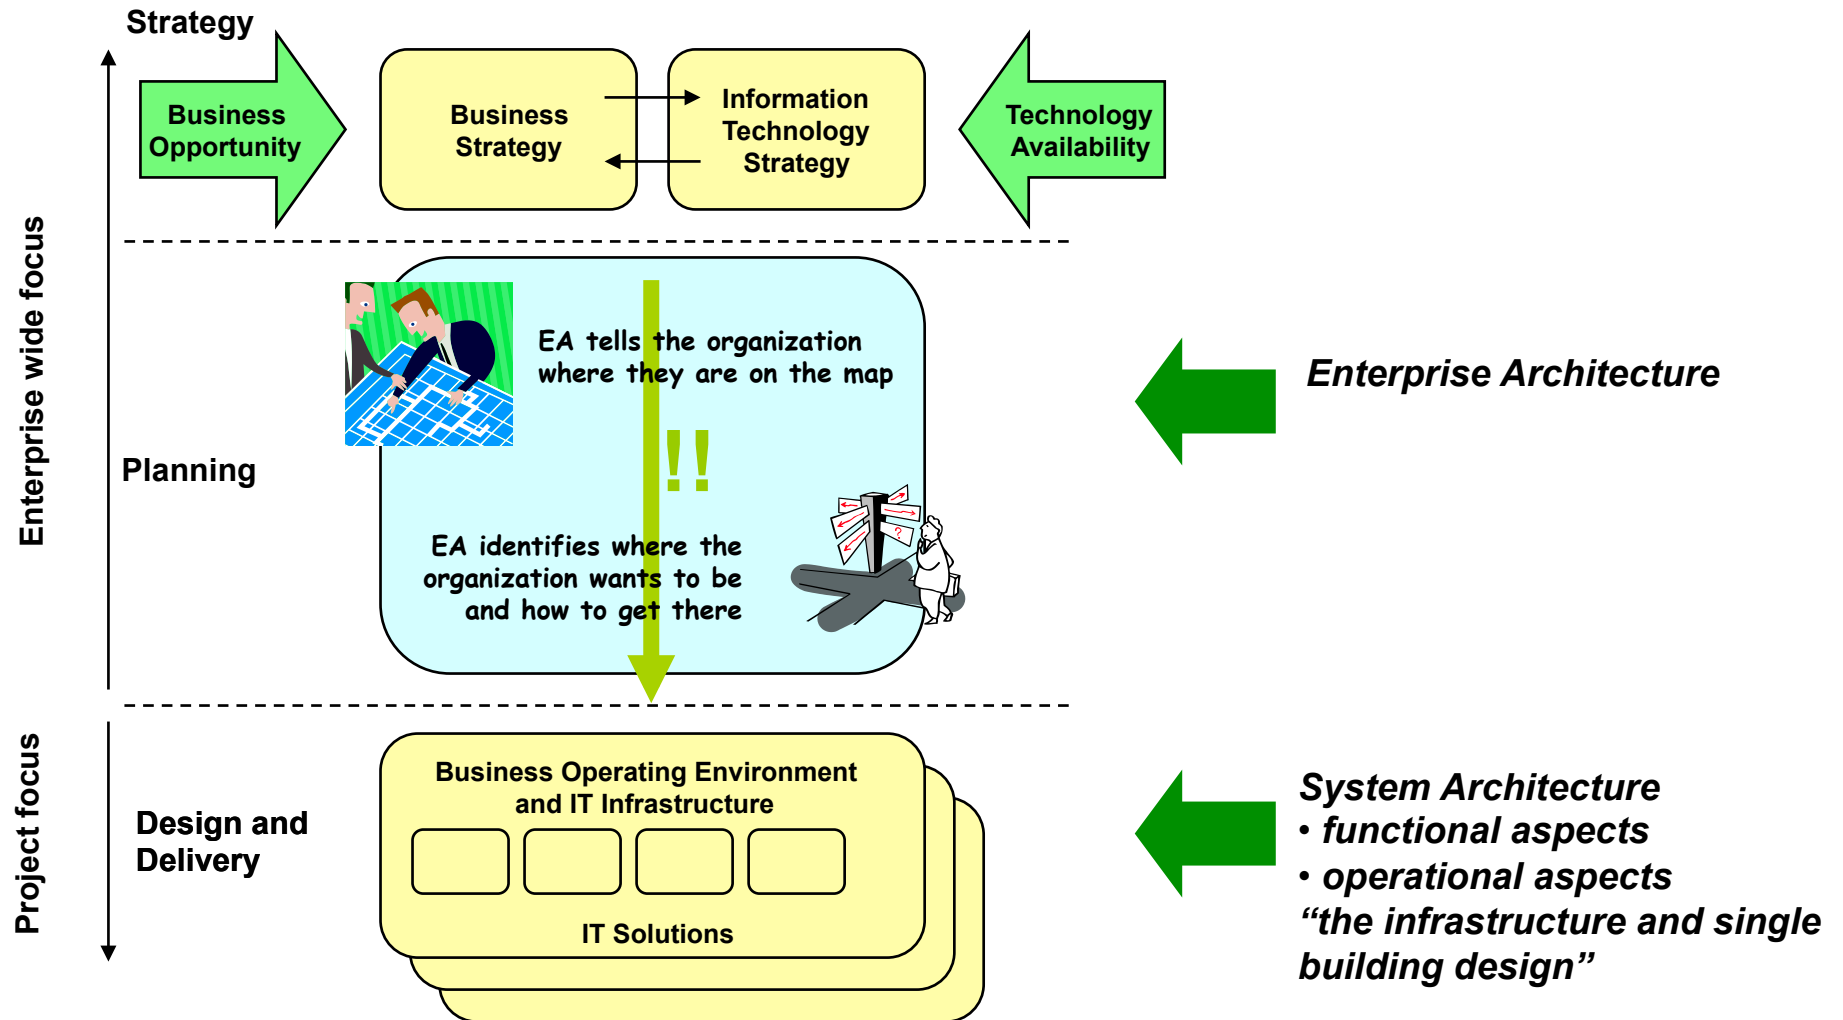 Strategy
Business
Opportunity
Business
Strategy
Information
Technology
Strategy
Technology
Availability
Enterprise wide focus
EA tells the organization
where they are on the map
Enterprise Architecture
!!
Planning
?
EA identifies where the
organization wants to be
and how to get there
Project focus
Design and
Delivery
Business Operating Environment
and IT Infrastructure
IT Solutions
System Architecture
• functional aspects
• operational aspects
“the infrastructure and single
building design”